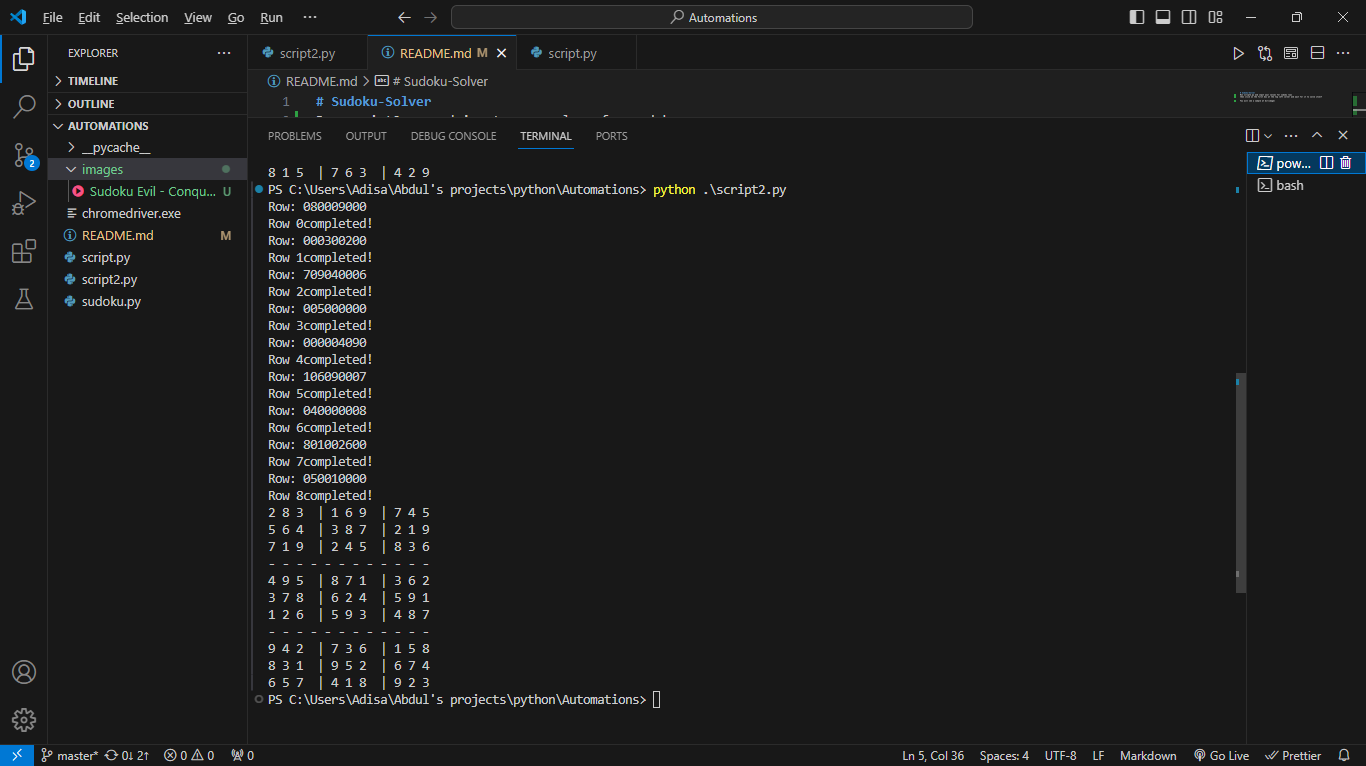 File Edit Selection View Go Run ··· Automations
EXPLORER ···
TIMELINE
OUTLINE
AUTOMATIONS
__pycache__
images
Sudoku Evil - Conqu... U
chromedriver.exe
README.md M
script.py
script2.py
sudoku.py
2
script2.py README.md M script.py
README.md > # Sudoku-Solver
1 # Sudoku-Solver
PROBLEMS OUTPUT DEBUG CONSOLE TERMINAL PORTS
pow...
bash
8 1 5 | 7 6 3 | 4 2 9
PS C:\Users\Adisa\Abdul's projects\python\Automations> python .\script2.py
Row: 080009000
Row 0completed!
Row: 000300200
Row 1completed!
Row: 709040006
Row 2completed!
Row: 005000000
Row 3completed!
Row: 000004090
Row 4completed!
Row: 106090007
Row 5completed!
Row: 040000008
Row 6completed!
Row: 801002600
Row 7completed!
Row: 050010000
Row 8completed!
2 8 3 | 1 6 9 | 7 4 5
5 6 4 | 3 8 7 | 2 1 9
7 1 9 | 2 4 5 | 8 3 6
- - - - - - - - - - - -
4 9 5 | 8 7 1 | 3 6 2
3 7 8 | 6 2 4 | 5 9 1
1 2 6 | 5 9 3 | 4 8 7
- - - - - - - - - - - -
9 4 2 | 7 3 6 | 1 5 8
8 3 1 | 9 5 2 | 6 7 4
6 5 7 | 4 1 8 | 9 2 3
PS C:\Users\Adisa\Abdul's projects\python\Automations>
master* 0↓ 2↑ 0 0 0 Ln 5, Col 36 Spaces: 4 UTF-8 LF Markdown Go Live Prettier